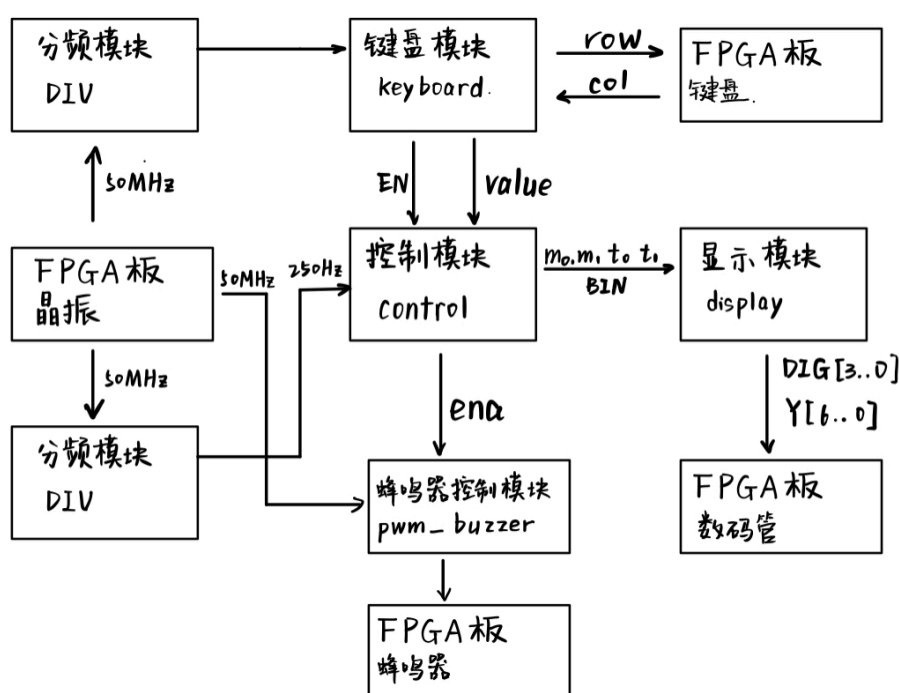 分频模块
DIV
键盘模块
keyboard.
row
col
FPGA板
键盘.
50MHz
EN
value
FPGA板
晶振
50MHz
250Hz
控制模块
control
m₀.m₁ t₀ t₁
BIN
显示模块
display
50MHz
ena
DIG[3..0]
Y[6..0]
分频模块
DIV
蜂鸣器控制模块
pwm_buzzer
FPGA板
数码管
FPGA板
蜂鸣器